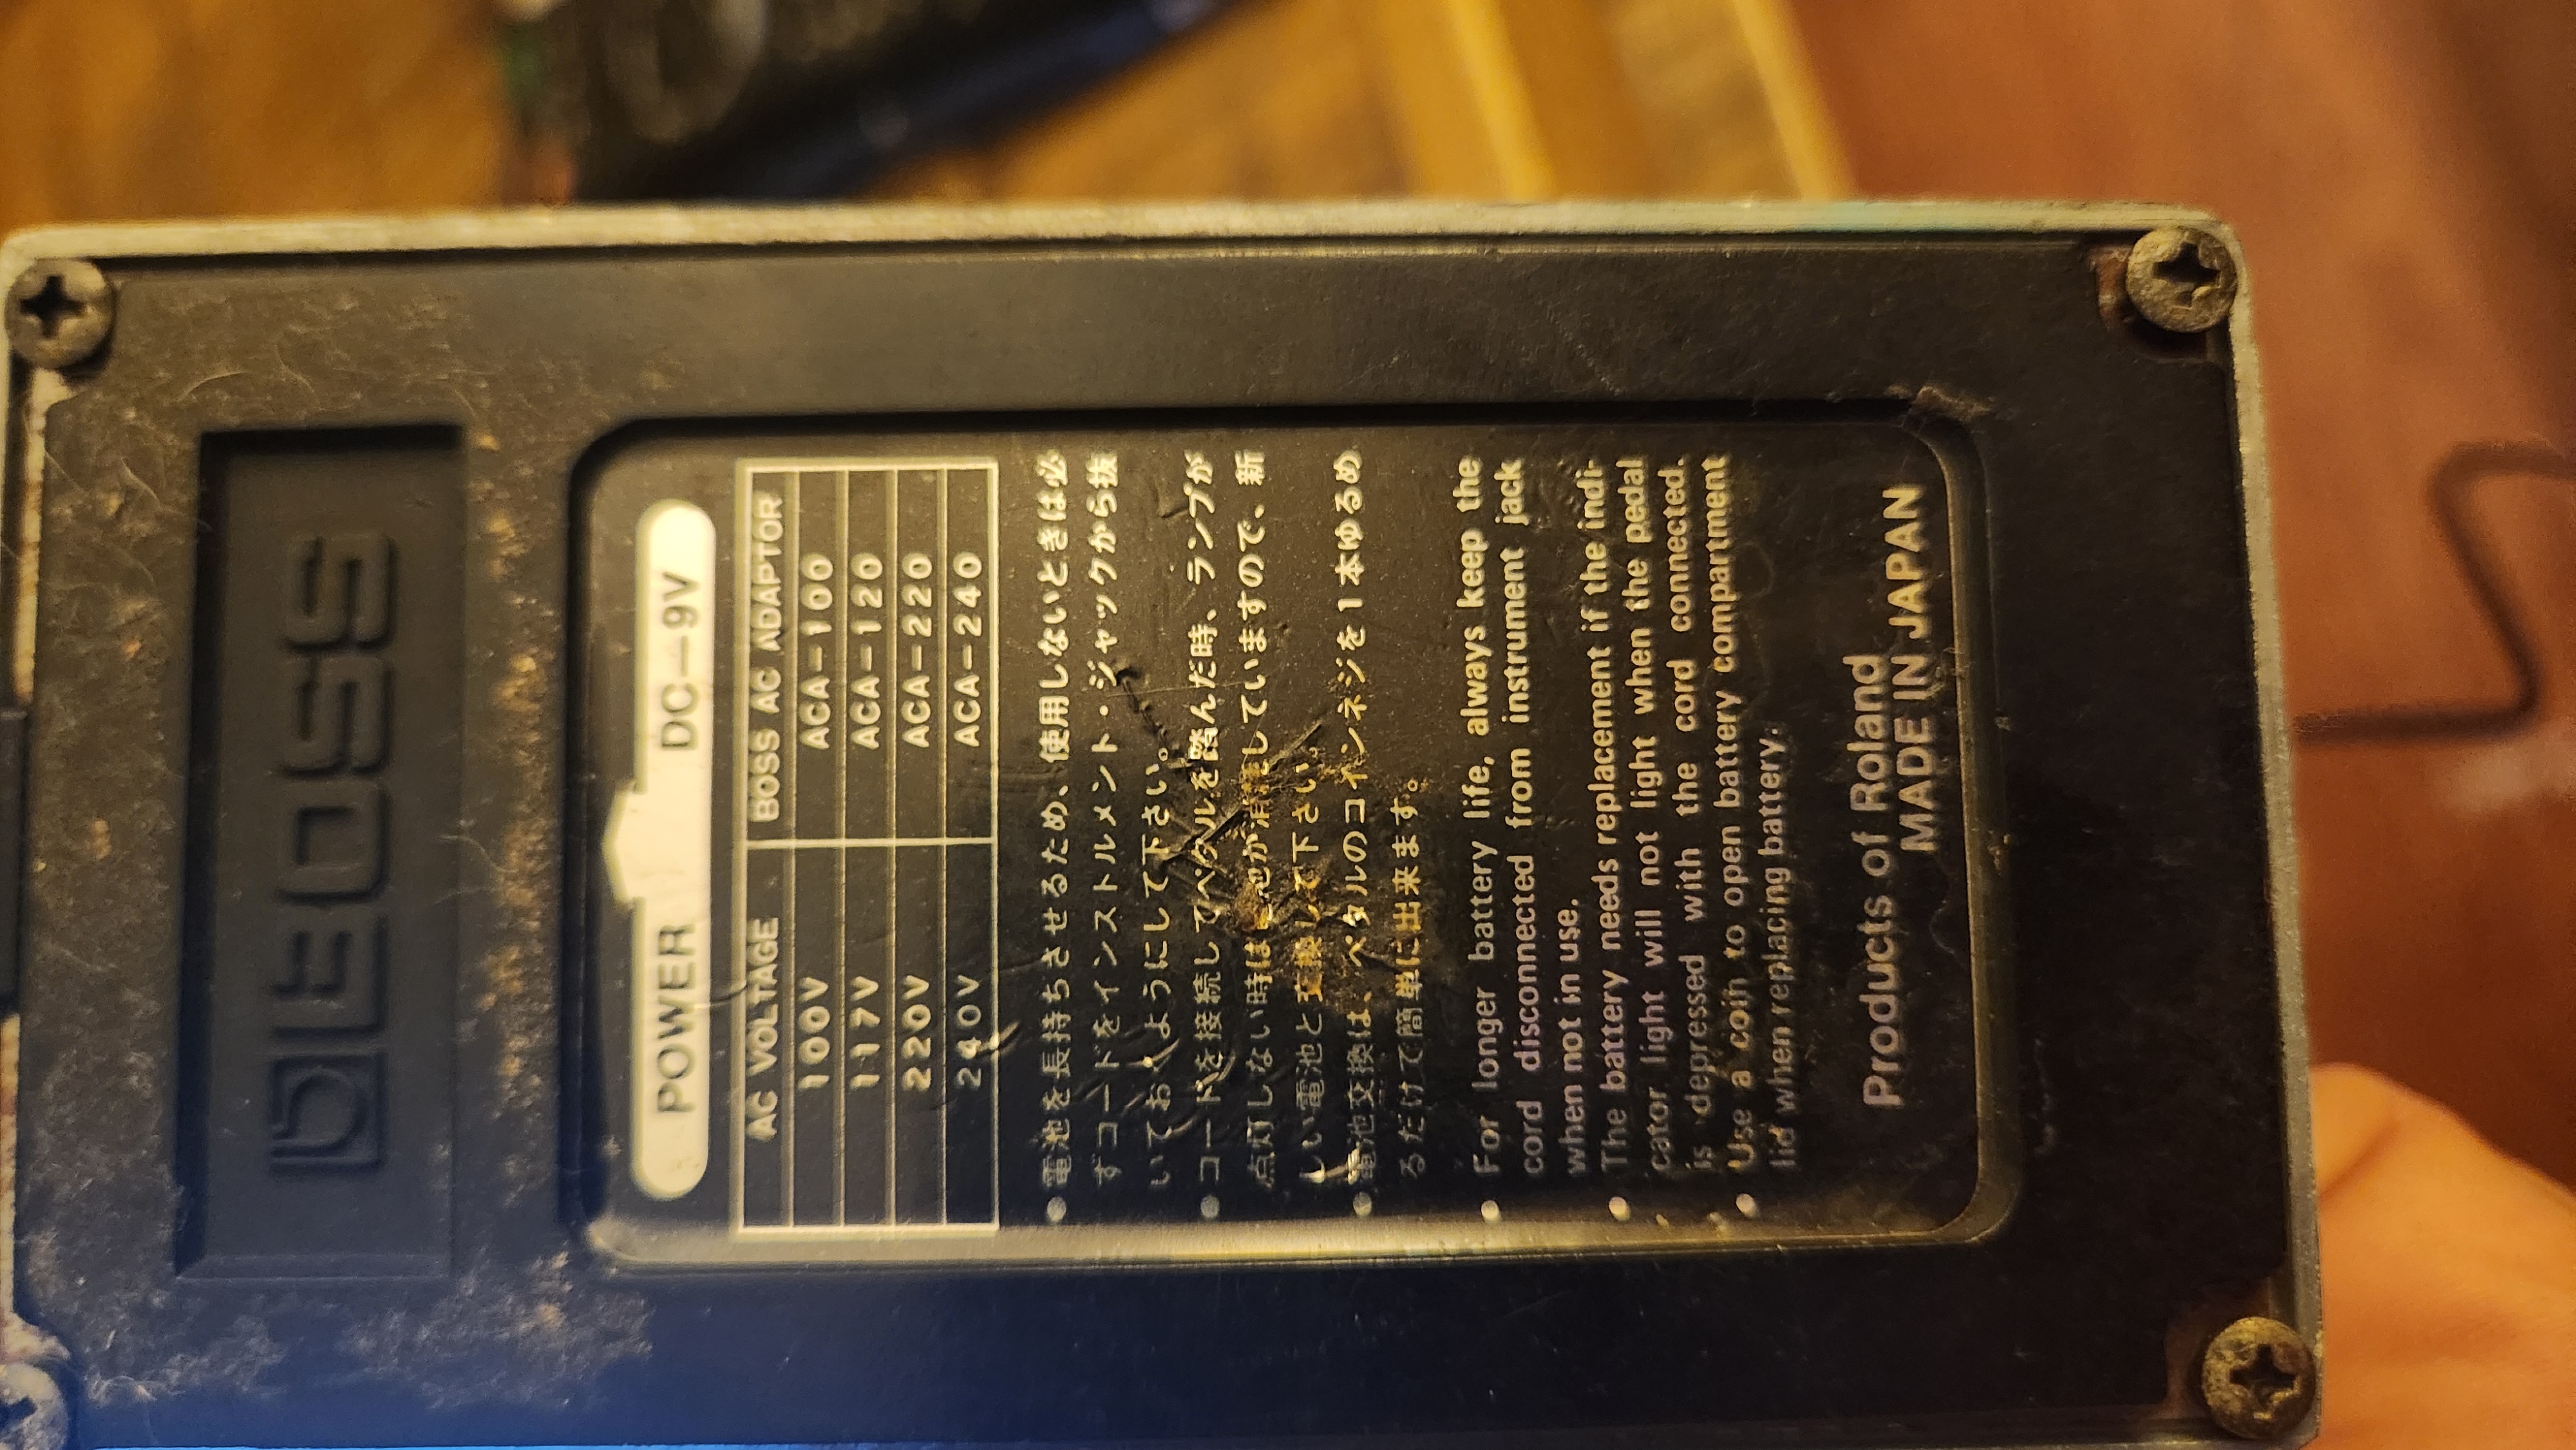 BOSS
POWER DC-9V
AC VOLTAGE BOSS AC ADAPTOR
100V ACA-100
117V ACA-120
220V ACA-220
240V ACA-240
●電池を長持ちさせるため、使用しないときは必
ずコードをインストルメント・ジャックから抜
いておくようにして下さい。
●コードを接続してペダルを踏んだ時、ランプが
点灯しない時は電池が消耗していますので、新
しい電池と交換して下さい。
●電池交換は、ペダルのコインネジを1本ゆるめ
るだけで簡単に出来ます。
● For longer battery life, always keep the
cord disconnected from instrument jack
when not in use.
● The battery needs replacement if the indi-
cator light will not light when the pedal
is depressed with the cord connected.
● Use a coin to open battery compartment
lid when replacing battery.
Products of Roland
MADE IN JAPAN